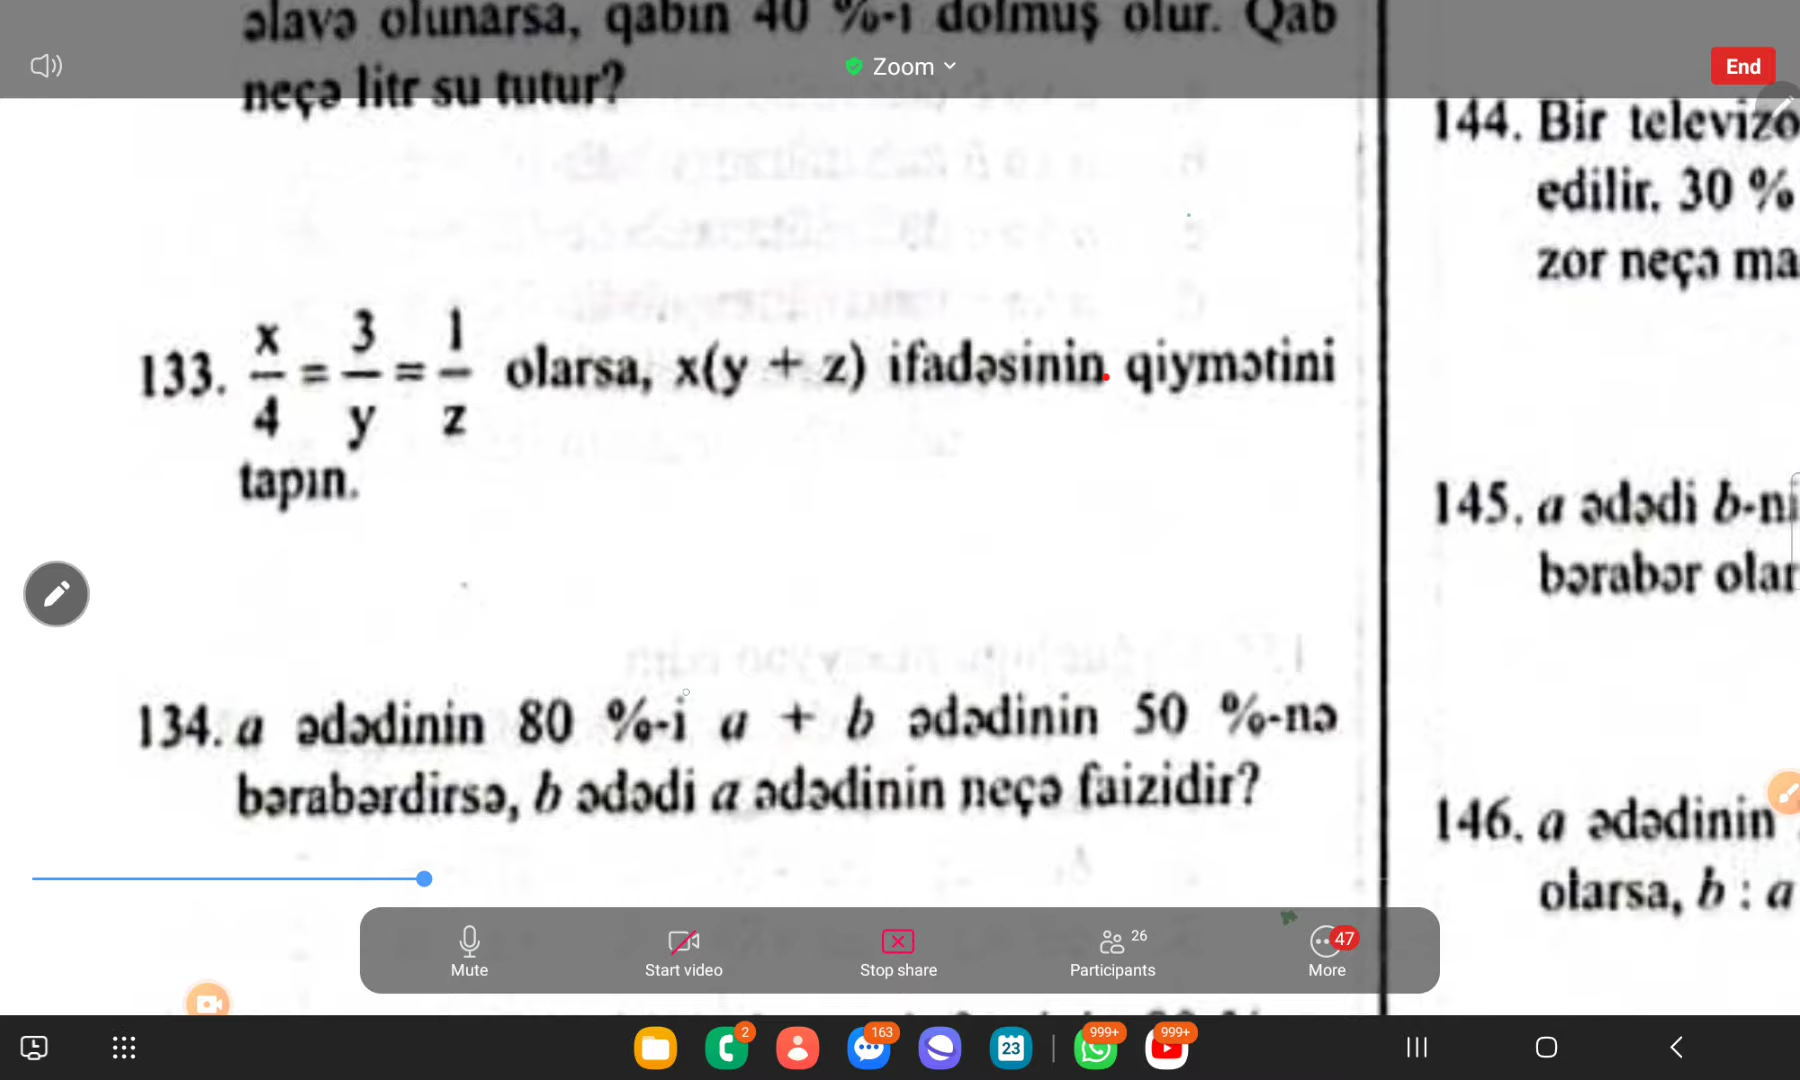 əlavə olunarsa, qabın 40 %-i dolmuş olur. Qab
neçə litr su tutur?
Zoom
End
133. x/4 = 3/y = 1/z olarsa, x(y + z) ifadəsinin qiymətini
tapın.
134. a ədədinin 80 %-i a + b ədədinin 50 %-nə
bərabərdirsə, b ədədi a ədədinin neçə faizidir?
144. Bir televizo
edilir. 30 %
zor neçə ma
145. a ədədi b-ni
bərabər olar
146. a ədədinin
olarsa, b : a
Mute
Start video
Stop share
26
Participants
47
More
2
163
23
999+
999+